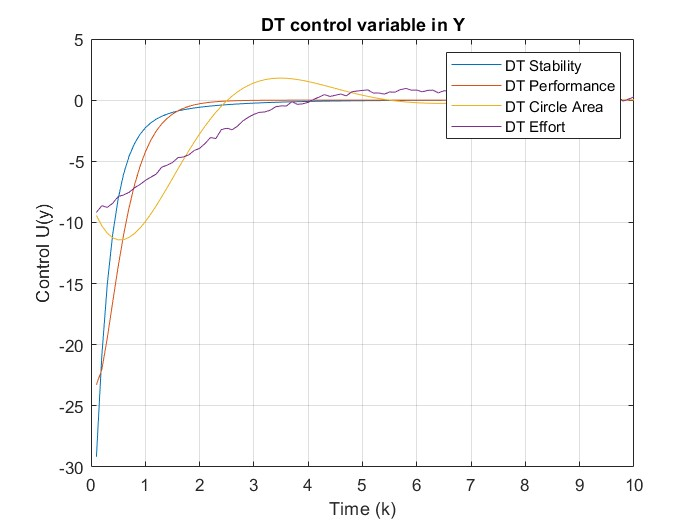 DT control variable in Y
5
0
-5
-10
-15
-20
-25
-30
Control U(y)
DT Stability
DT Performance
DT Circle Area
DT Effort
0 1 2 3 4 5 6 7 8 9 10
Time (k)